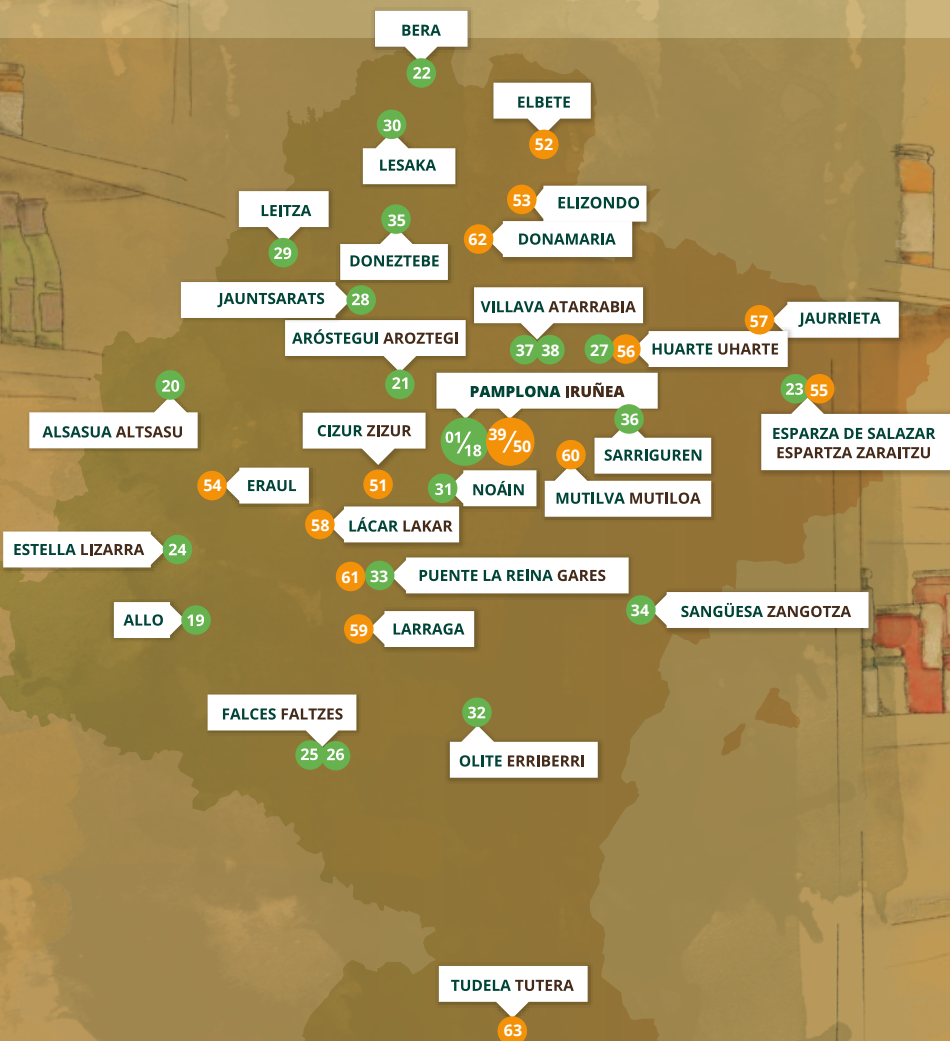 BERA
22
ELBETE
52
30
LESAKA
53 ELIZONDO
LEITZA
29
35
DONEZTEBE
62 DONAMARIA
JAUNTSARATS 28
VILLAVA ATARRABIA
37 38
57 JAURRIETA
ARÓSTEGUI AROZTEGI
21
27 56 HUARTE UHARTE
20
ALSASUA ALTSASU
PAMPLONA IRUÑEA
01/18 39/50
23 55
ESPARZA DE SALAZAR
ESPARTZA ZARAITZU
CIZUR ZIZUR
51
36
SARRIGUREN
60
MUTILVA MUTILOA
54 ERAUL
31 NOÁIN
58 LÁCAR LAKAR
ESTELLA LIZARRA 24
61 33 PUENTE LA REINA GARES
34 SANGÜESA ZANGOTZA
ALLO 19
59 LARRAGA
FALCES FALTZES
25 26
32
OLITE ERRIBERRI
TUDELA TUTERA
63